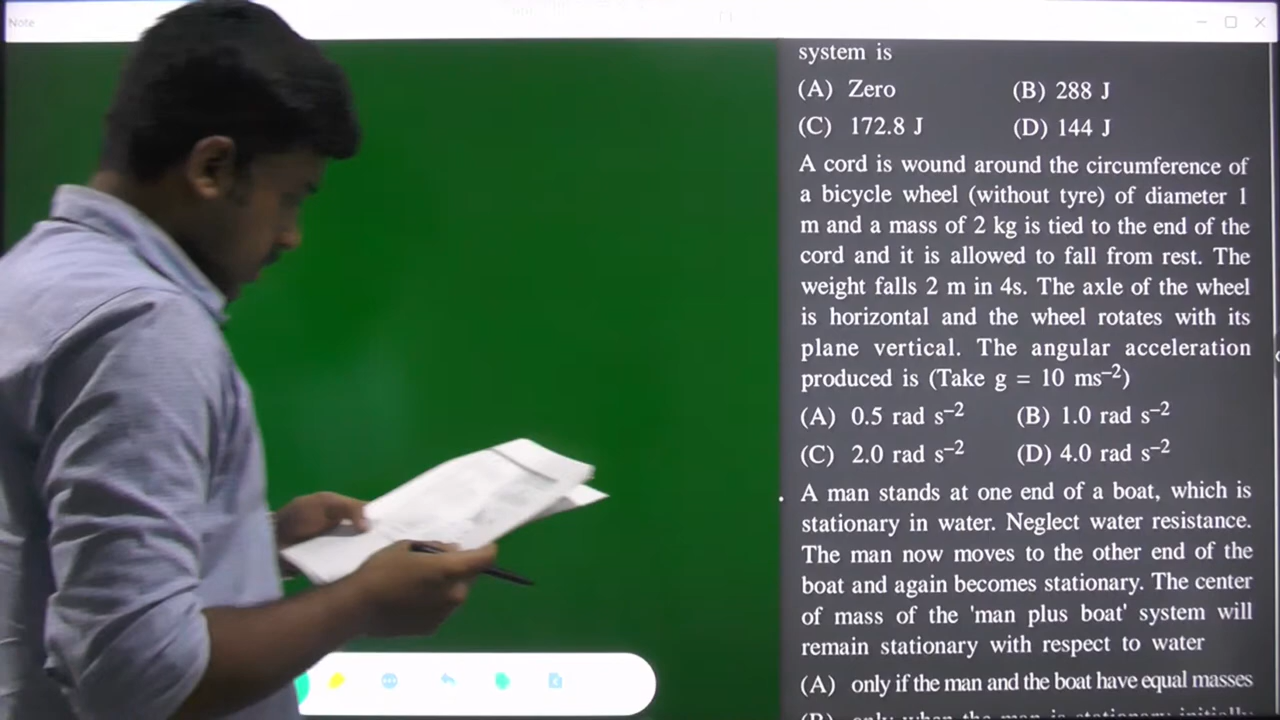 Note
system is
(A) Zero (B) 288 J
(C) 172.8 J (D) 144 J
A cord is wound around the circumference of
a bicycle wheel (without tyre) of diameter 1
m and a mass of 2 kg is tied to the end of the
cord and it is allowed to fall from rest. The
weight falls 2 m in 4s. The axle of the wheel
is horizontal and the wheel rotates with its
plane vertical. The angular acceleration
produced is (Take g = 10 ms⁻²)
(A) 0.5 rad s⁻² (B) 1.0 rad s⁻²
(C) 2.0 rad s⁻² (D) 4.0 rad s⁻²
. A man stands at one end of a boat, which is
stationary in water. Neglect water resistance.
The man now moves to the other end of the
boat and again becomes stationary. The center
of mass of the 'man plus boat' system will
remain stationary with respect to water
(A) only if the man and the boat have equal masses